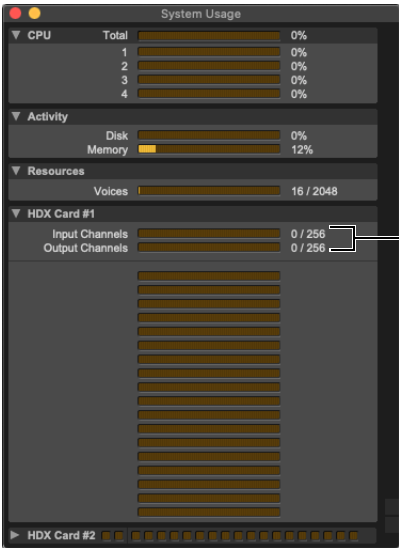 System Usage
CPU Total 0%
1 0%
2 0%
3 0%
4 0%
Activity
Disk 0%
Memory 12%
Resources
Voices 16 / 2048
HDX Card #1
Input Channels 0 / 256
Output Channels 0 / 256
HDX Card #2